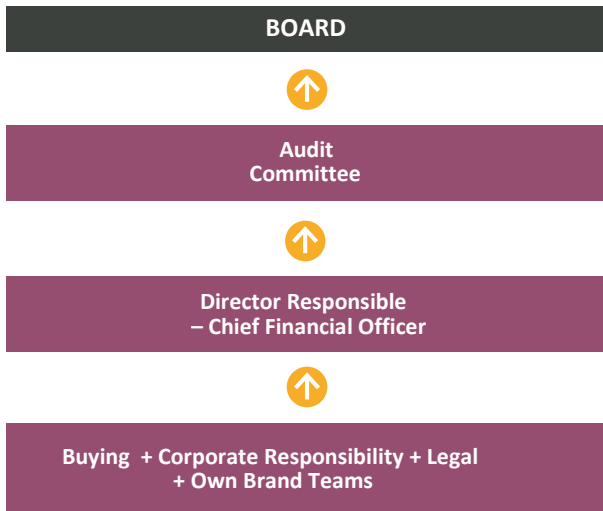 BOARD
Audit
Committee
Director Responsible
– Chief Financial Officer
Buying + Corporate Responsibility + Legal
+ Own Brand Teams